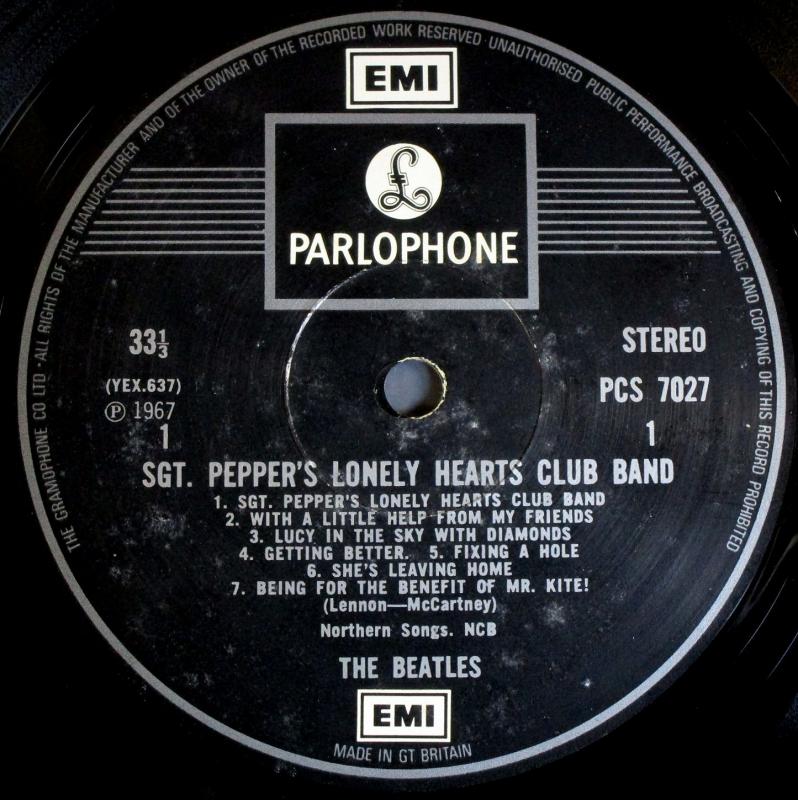 THE GRAMOPHONE CO LTD · ALL RIGHTS OF THE MANUFACTURER AND OF THE OWNER OF THE RECORDED WORK RESERVED · UNAUTHORISED PUBLIC PERFORMANCE BROADCASTING AND COPYING OF THIS RECORD PROHIBITED
EMI
£
PARLOPHONE
33⅓
STEREO
(YEX.637)
PCS 7027
Ⓟ 1967
1
1
SGT. PEPPER'S LONELY HEARTS CLUB BAND
1. SGT. PEPPER'S LONELY HEARTS CLUB BAND
2. WITH A LITTLE HELP FROM MY FRIENDS
3. LUCY IN THE SKY WITH DIAMONDS
4. GETTING BETTER. 5. FIXING A HOLE
6. SHE'S LEAVING HOME
7. BEING FOR THE BENEFIT OF MR. KITE!
(Lennon—McCartney)
Northern Songs. NCB
THE BEATLES
EMI
MADE IN GT BRITAIN